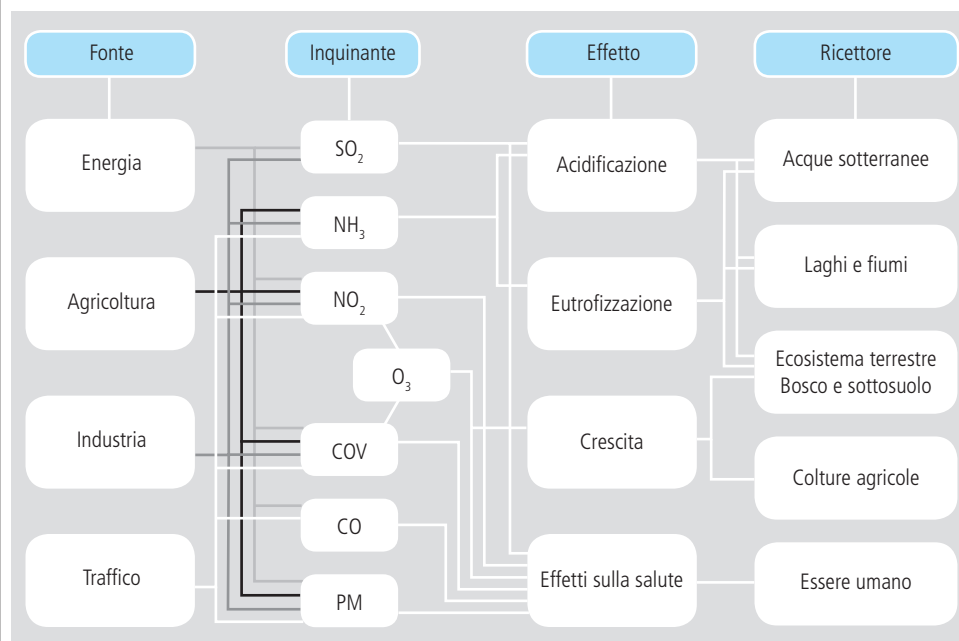 Fonte
Inquinante
Effetto
Ricettore
Energia
Agricoltura
Industria
Traffico
SO₂
NH₃
NO₂
O₃
COV
CO
PM
Acidificazione
Eutrofizzazione
Crescita
Effetti sulla salute
Acque sotterranee
Laghi e fiumi
Ecosistema terrestre
Bosco e sottosuolo
Colture agricole
Essere umano